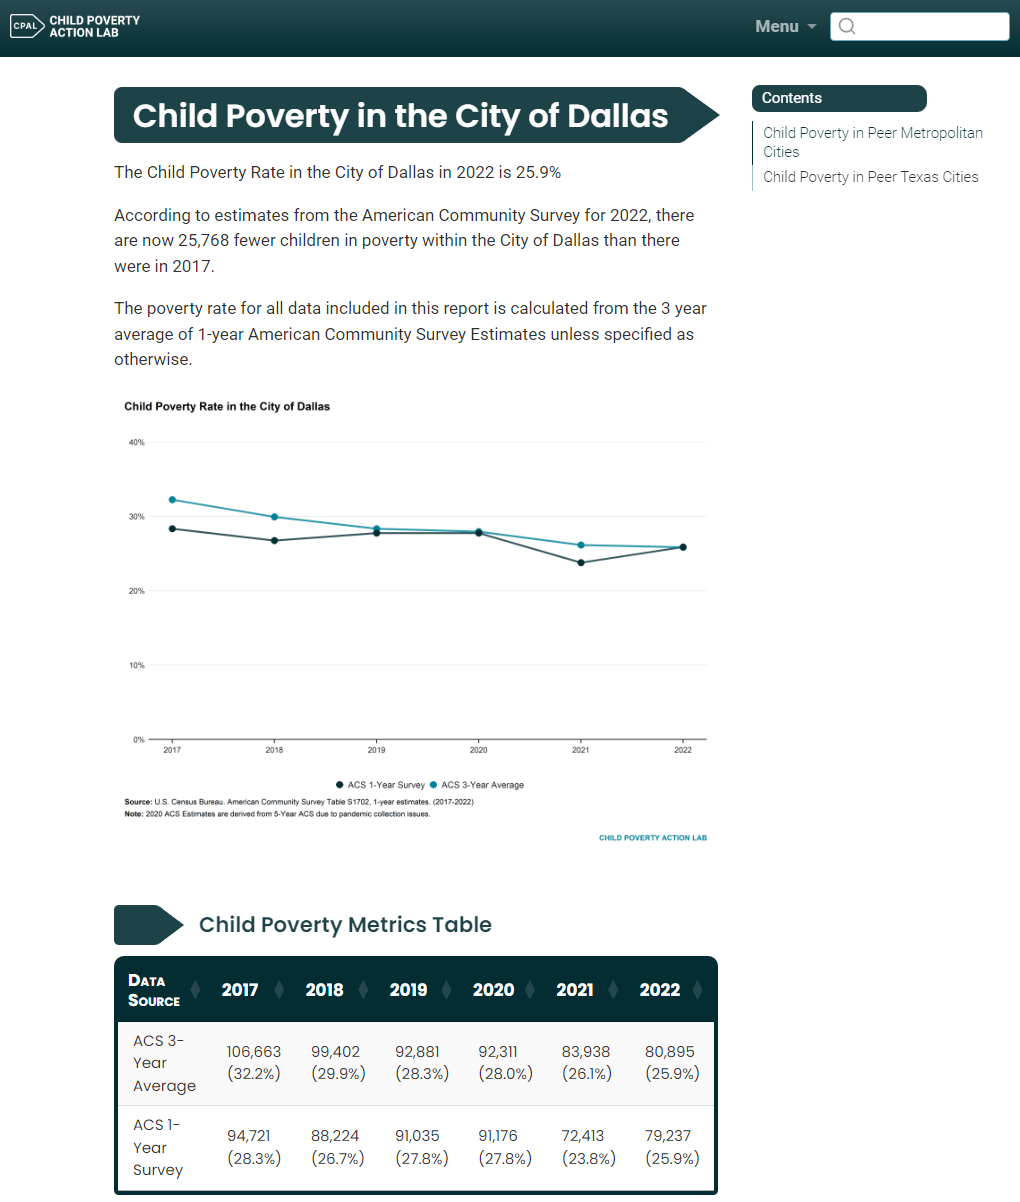 CPAL
CHILD POVERTY
ACTION LAB
Menu
Child Poverty in the City of Dallas
Contents
Child Poverty in Peer Metropolitan
Cities
Child Poverty in Peer Texas Cities
The Child Poverty Rate in the City of Dallas in 2022 is 25.9%
According to estimates from the American Community Survey for 2022, there
are now 25,768 fewer children in poverty within the City of Dallas than there
were in 2017.
The poverty rate for all data included in this report is calculated from the 3 year
average of 1-year American Community Survey Estimates unless specified as
otherwise.
Child Poverty Rate in the City of Dallas
40%
30%
20%
10%
0%
2017 2018 2019 2020 2021 2022
ACS 1-Year Survey ACS 3-Year Average
Source: U.S. Census Bureau. American Community Survey Table S1702, 1-year estimates. (2017-2022)
Note: 2020 ACS Estimates are derived from 5-Year ACS due to pandemic collection issues.
CHILD POVERTY ACTION LAB
Child Poverty Metrics Table
Data
Source 2017 2018 2019 2020 2021 2022
ACS 3-
Year
Average
106,663 99,402 92,881 92,311 83,938 80,895
(32.2%) (29.9%) (28.3%) (28.0%) (26.1%) (25.9%)
ACS 1-
Year
Survey
94,721 88,224 91,035 91,176 72,413 79,237
(28.3%) (26.7%) (27.8%) (27.8%) (23.8%) (25.9%)